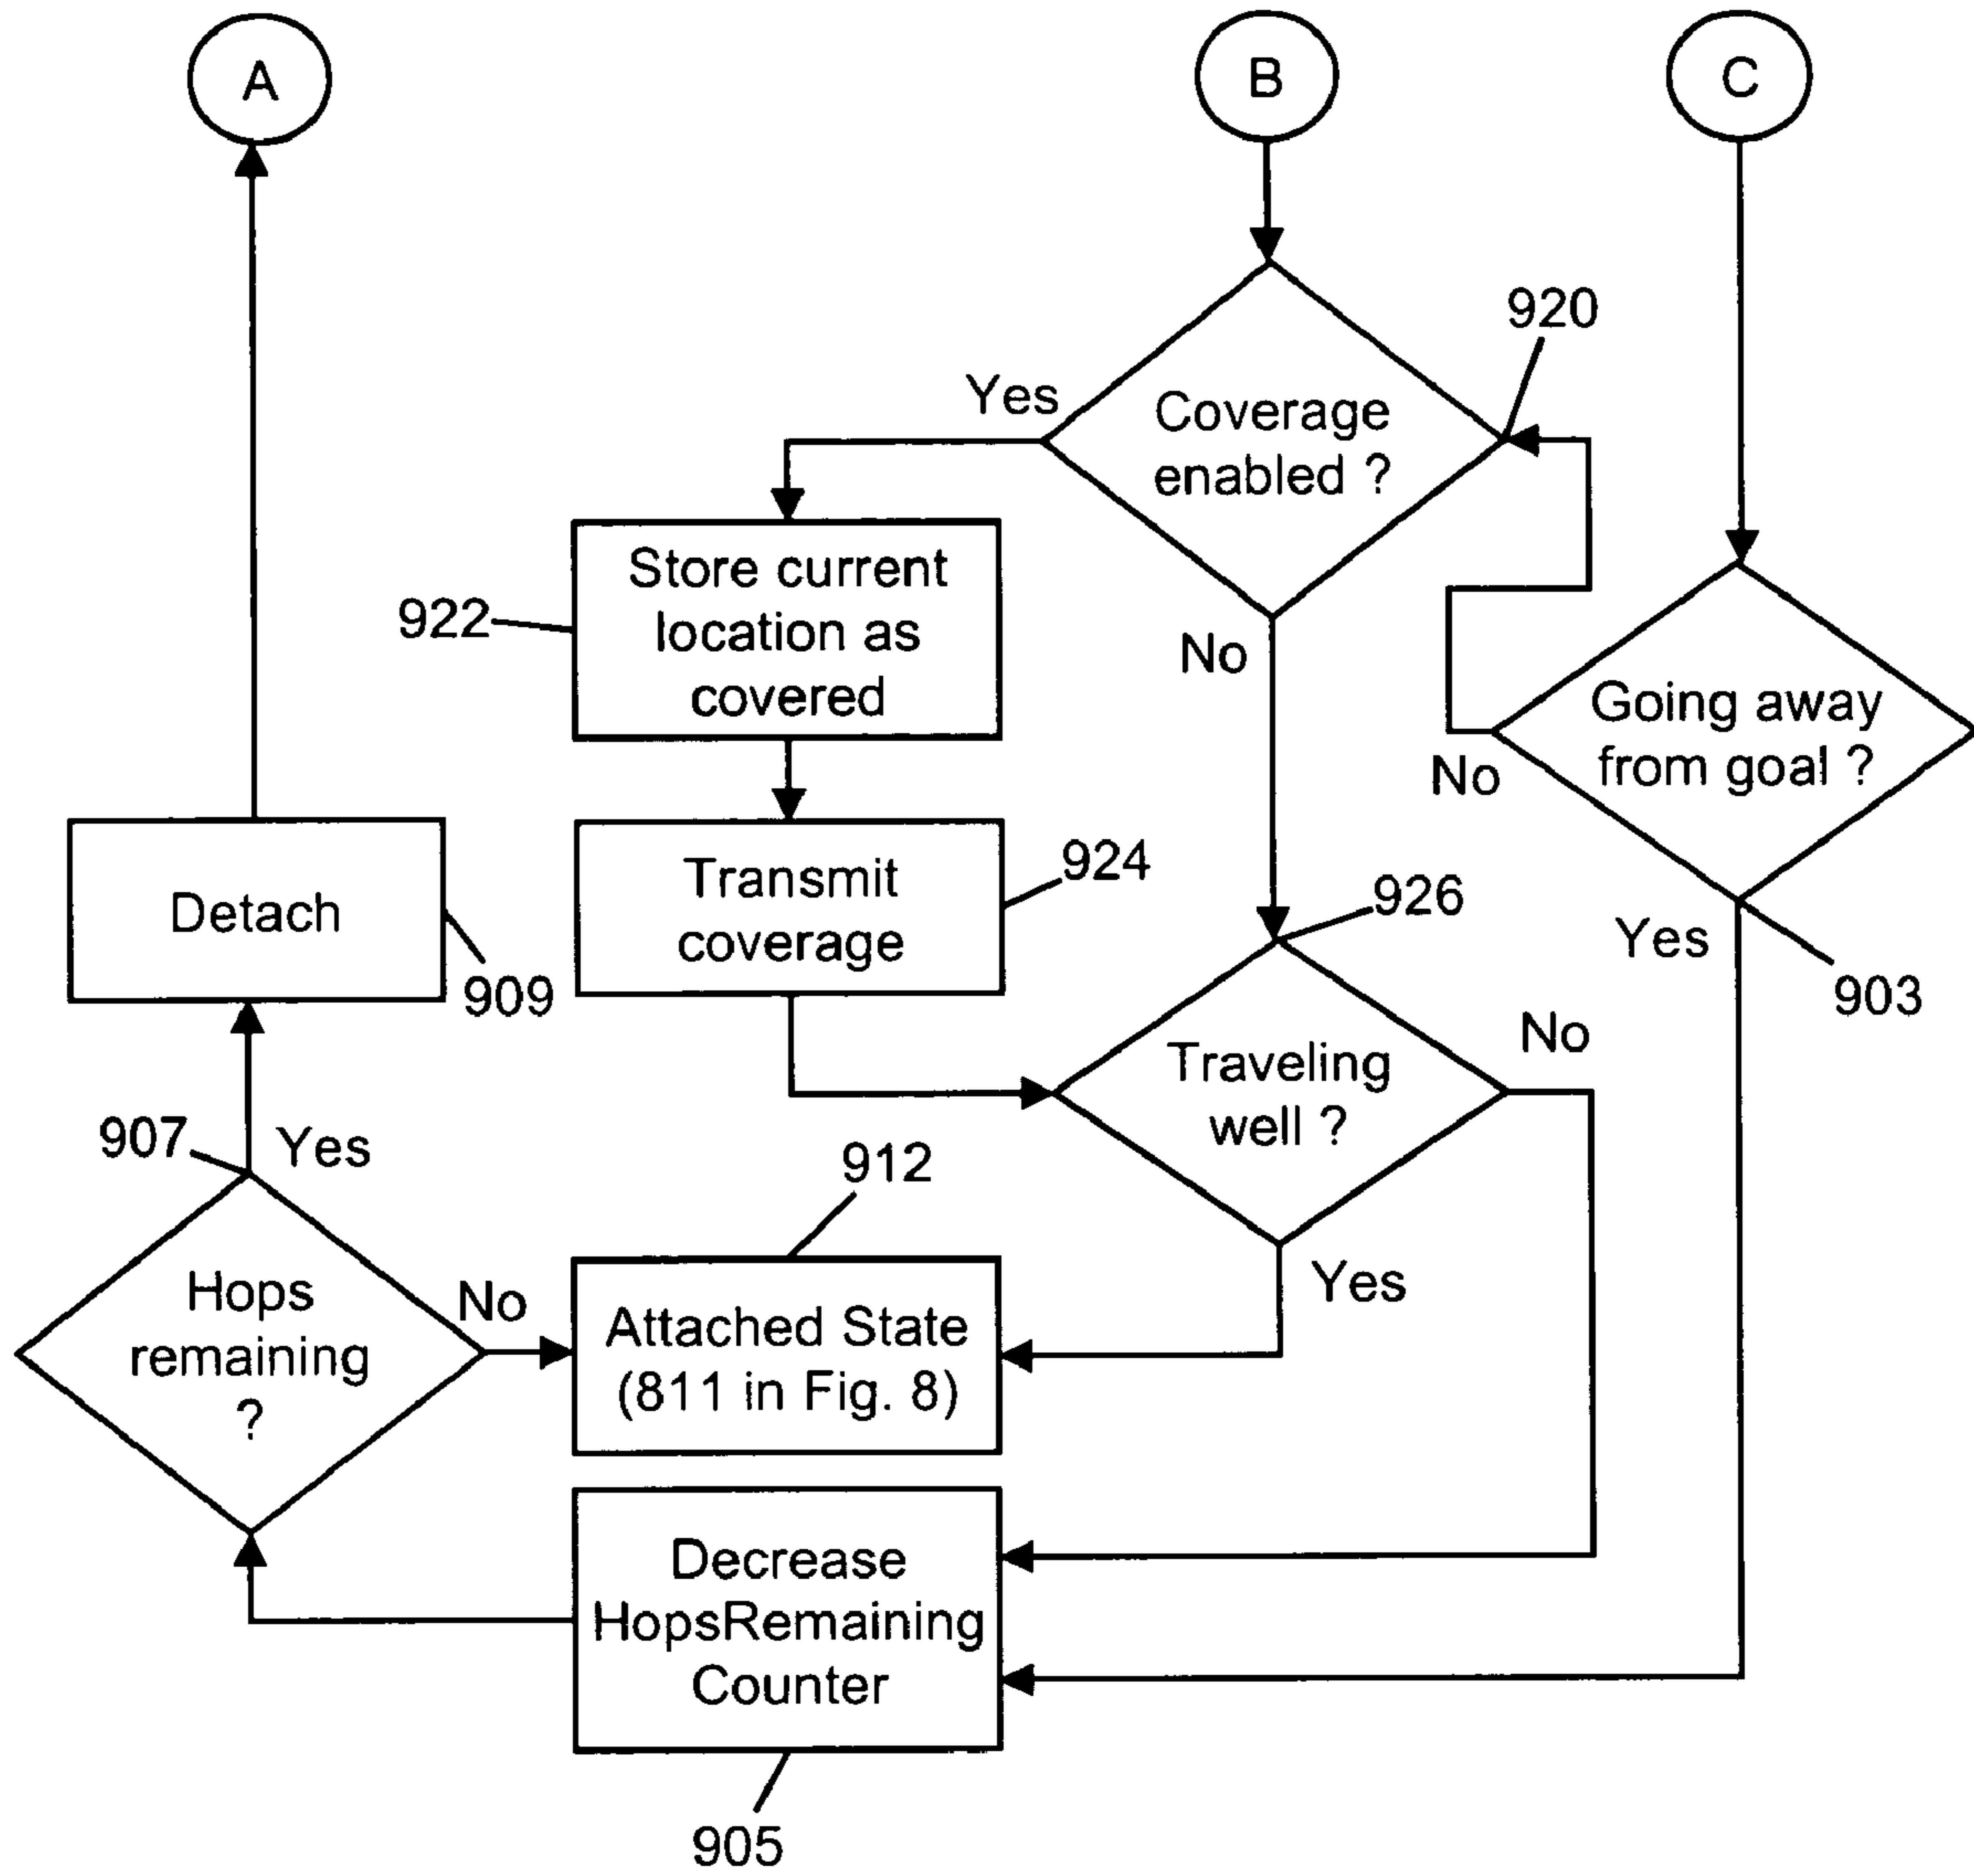 A
B
C
920
Yes
Coverage
enabled ?
Store current
location as
covered
922
No
Going away
from goal ?
No
Transmit
coverage
924
926
Detach
909
Yes
903
No
Traveling
well ?
907
Yes
912
Yes
Hops
remaining
?
No
Attached State
(811 in Fig. 8)
Decrease
HopsRemaining
Counter
905